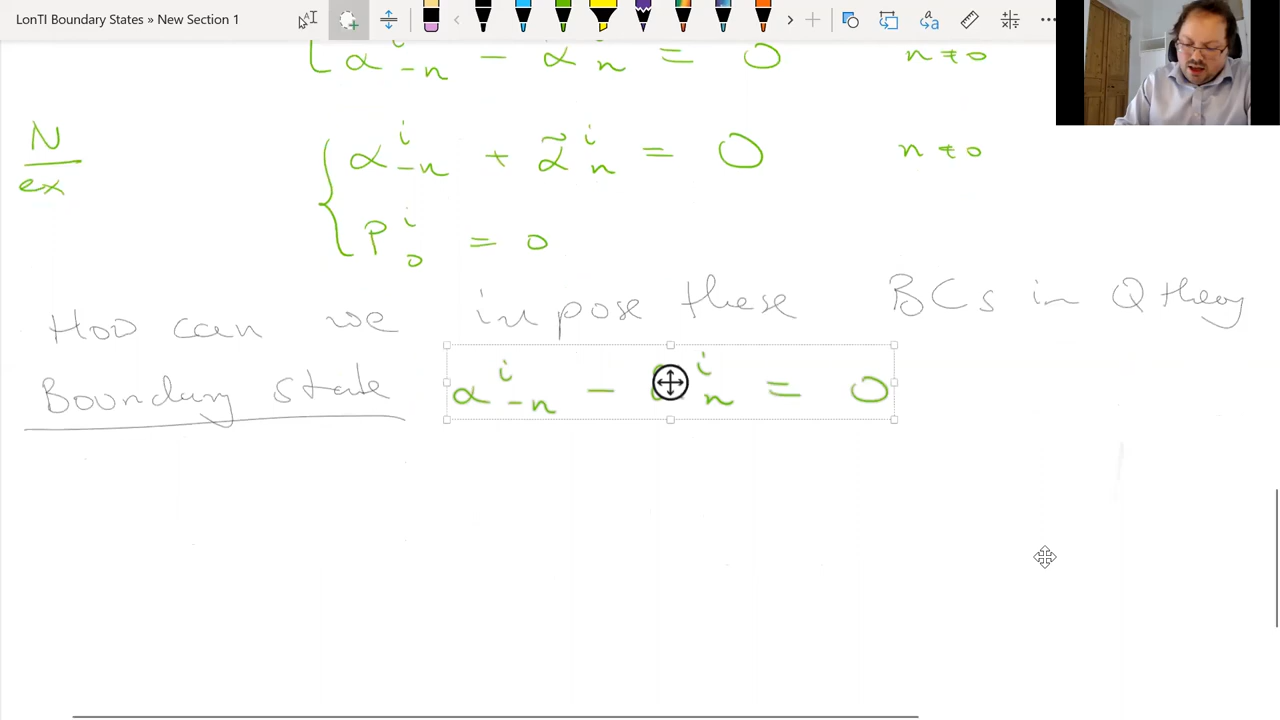 LonTI Boundary States » New Section 1
α^i_{-n} - α̃^i_n = 0 n ≠ 0
N/ex { α^i_{-n} + α̃^i_n = 0 n ≠ 0
P^i_0 = 0
How can we impose these BCs in Q theory
Boundary state α^i_{-n} - ^i_n = 0